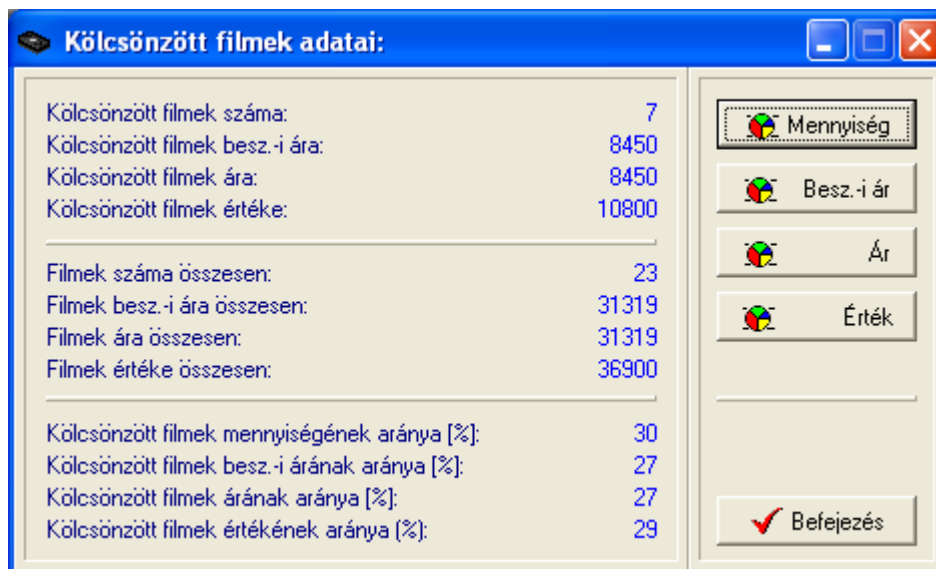 Kölcsönzött filmek adatai:
Kölcsönzött filmek száma: 7
Kölcsönzött filmek besz.-i ára: 8450
Kölcsönzött filmek ára: 8450
Kölcsönzött filmek értéke: 10800
Filmek száma összesen: 23
Filmek besz.-i ára összesen: 31319
Filmek ára összesen: 31319
Filmek értéke összesen: 36900
Kölcsönzött filmek mennyiségének aránya [%]: 30
Kölcsönzött filmek besz.-i árának aránya [%]: 27
Kölcsönzött filmek árának aránya [%]: 27
Kölcsönzött filmek értékének aránya (%): 29
Mennyiség
Besz.-i ár
Ár
Érték
Befejezés